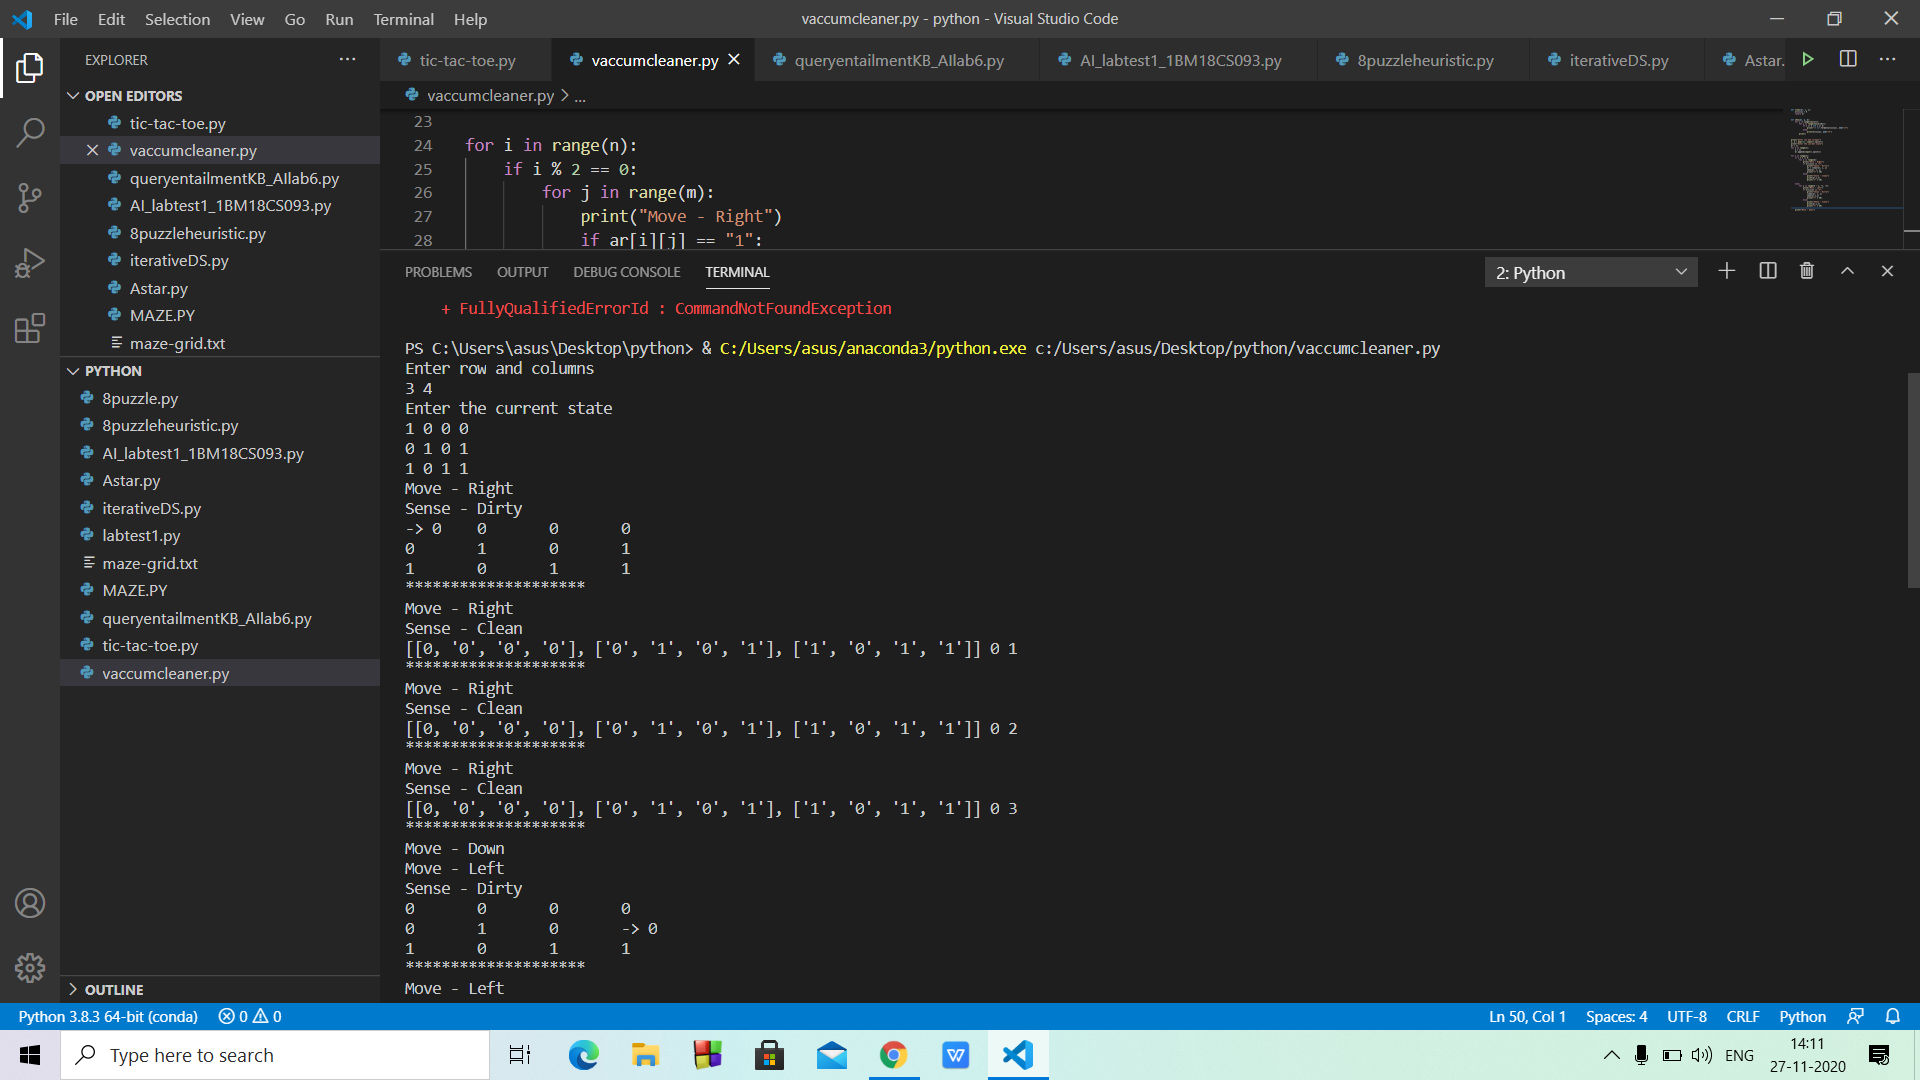 File Edit Selection View Go Run Terminal Help
vaccumcleaner.py - python - Visual Studio Code
EXPLORER
OPEN EDITORS
tic-tac-toe.py
vaccumcleaner.py
queryentailmentKB_AIlab6.py
AI_labtest1_1BM18CS093.py
8puzzleheuristic.py
iterativeDS.py
Astar.py
MAZE.PY
maze-grid.txt
PYTHON
8puzzle.py
8puzzleheuristic.py
AI_labtest1_1BM18CS093.py
Astar.py
iterativeDS.py
labtest1.py
maze-grid.txt
MAZE.PY
queryentailmentKB_AIlab6.py
tic-tac-toe.py
vaccumcleaner.py
OUTLINE
tic-tac-toe.py vaccumcleaner.py queryentailmentKB_AIlab6.py AI_labtest1_1BM18CS093.py 8puzzleheuristic.py iterativeDS.py Astar.
vaccumcleaner.py > ...
23
24 for i in range(n):
25 if i % 2 == 0:
26 for j in range(m):
27 print("Move - Right")
28 if ar[i][j] == "1":
PROBLEMS OUTPUT DEBUG CONSOLE TERMINAL 2: Python
+ FullyQualifiedErrorId : CommandNotFoundException
PS C:\Users\asus\Desktop\python> & C:/Users/asus/anaconda3/python.exe c:/Users/asus/Desktop/python/vaccumcleaner.py
Enter row and columns
3 4
Enter the current state
1 0 0 0
0 1 0 1
1 0 1 1
Move - Right
Sense - Dirty
-> 0 0 0 0
0 1 0 1
1 0 1 1
********************
Move - Right
Sense - Clean
[[0, '0', '0', '0'], ['0', '1', '0', '1'], ['1', '0', '1', '1']] 0 1
********************
Move - Right
Sense - Clean
[[0, '0', '0', '0'], ['0', '1', '0', '1'], ['1', '0', '1', '1']] 0 2
********************
Move - Right
Sense - Clean
[[0, '0', '0', '0'], ['0', '1', '0', '1'], ['1', '0', '1', '1']] 0 3
********************
Move - Down
Move - Left
Sense - Dirty
0 0 0 0
0 1 0 -> 0
1 0 1 1
********************
Move - Left
Python 3.8.3 64-bit (conda) 0 0
Ln 50, Col 1 Spaces: 4 UTF-8 CRLF Python
Type here to search
ENG
14:11
27-11-2020